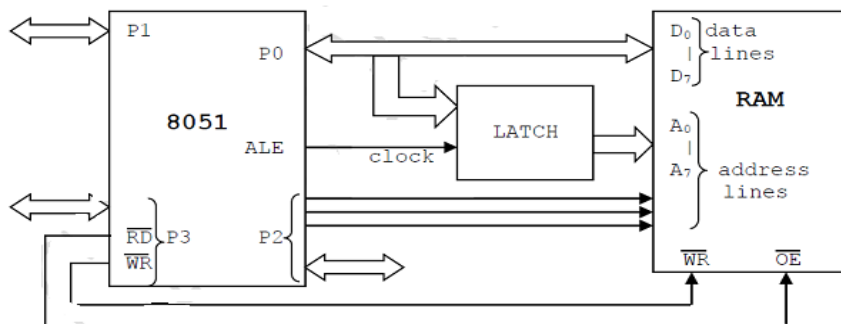 P1
P0
8051
ALE
clock
RD
P3
WR
P2
LATCH
D0
|
D7
data
lines
RAM
A0
|
A7
address
lines
WR
OE